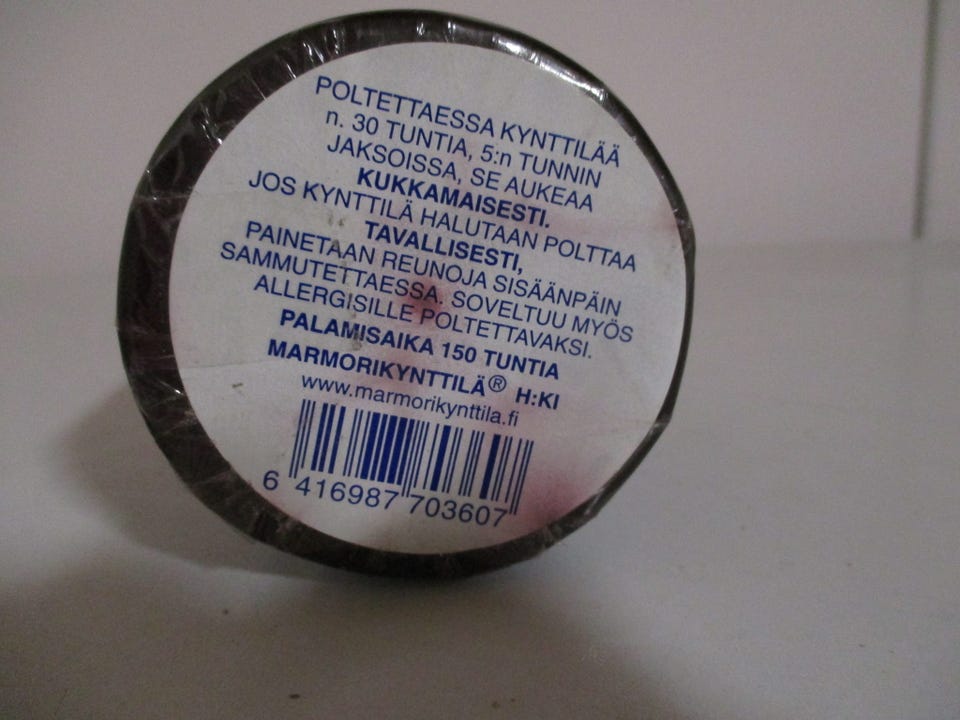 POLTETTAESSA KYNTTILÄÄ
n. 30 TUNTIA, 5:n TUNNIN
JAKSOISSA, SE AUKEAA
KUKKAMAISESTI.
JOS KYNTTILÄ HALUTAAN POLTTAA
TAVALLISESTI,
PAINETAAN REUNOJA SISÄÄNPÄIN
SAMMUTETTAESSA. SOVELTUU MYÖS
ALLERGISILLE POLTETTAVAKSI.
PALAMISAIKA 150 TUNTIA
MARMORIKYNTTILÄ® H:KI
www.marmorikynttila.fi
6 416987 703607